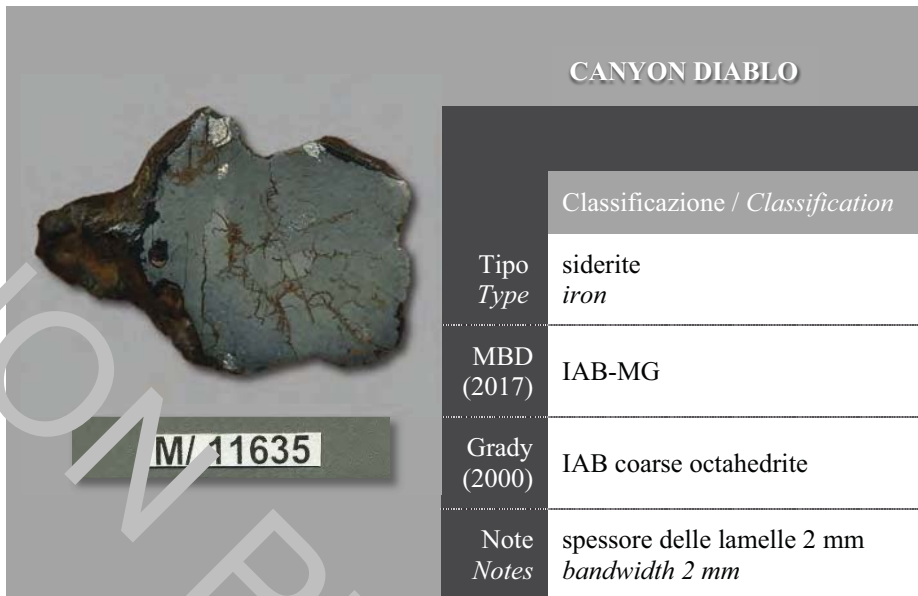 CANYON DIABLO
Classificazione / Classification
Tipo
Type
siderite
iron
MBD
(2017)
IAB-MG
Grady
(2000)
IAB coarse octahedrite
Note
Notes
spessore delle lamelle 2 mm
bandwidth 2 mm
M/ 11635